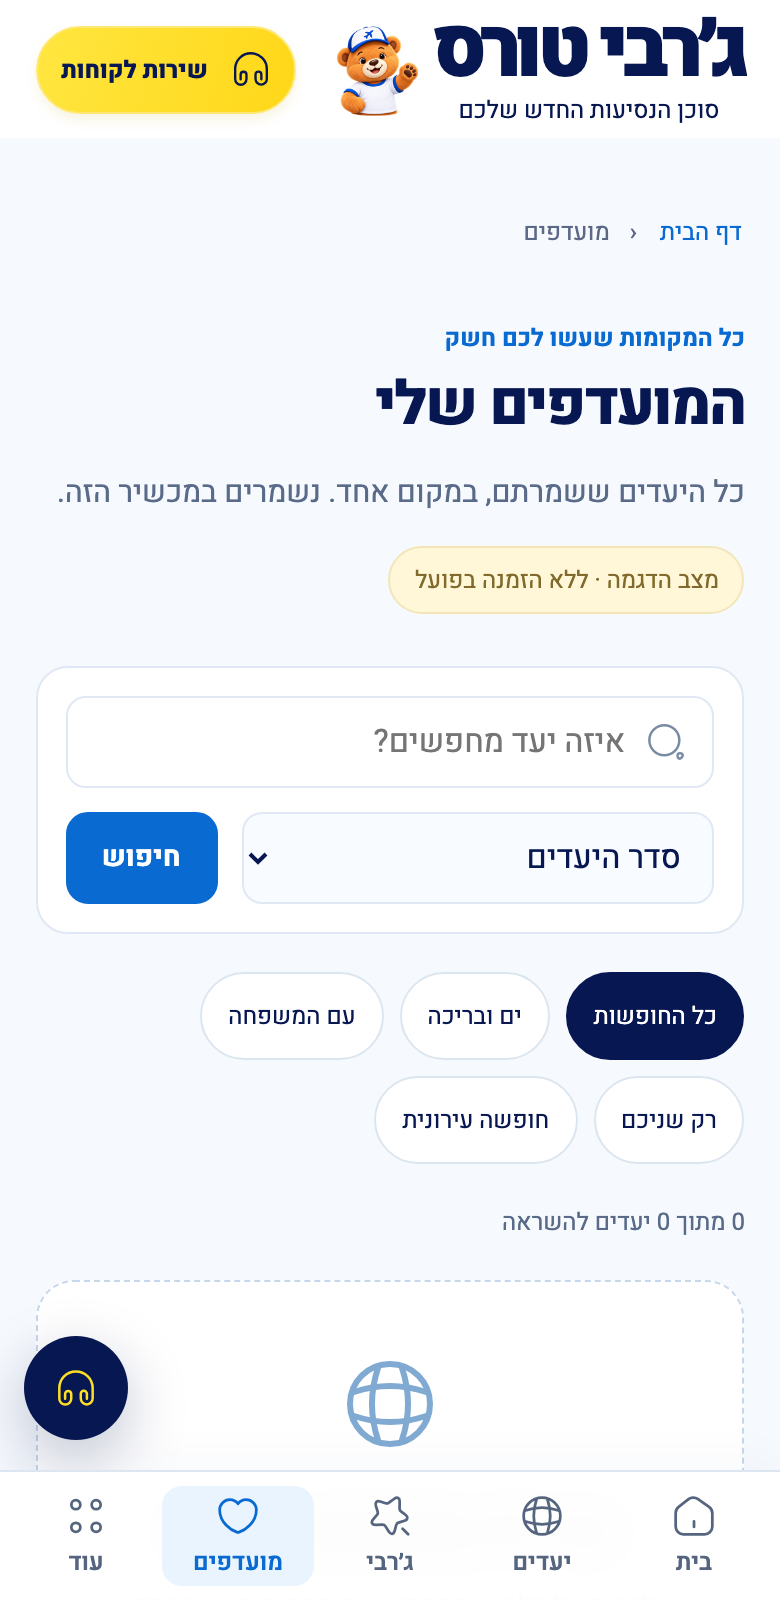 ג'רבי טורס
סוכן הנסיעות החדש שלכם
שירות לקוחות
דף הבית › מועדפים
כל המקומות שעשו לכם חשק
המועדפים שלי
כל היעדים ששמרתם, במקום אחד. נשמרים במכשיר הזה.
מצב הדגמה · ללא הזמנה בפועל
איזה יעד מחפשים?
סדר היעדים
חיפוש
כל החופשות
ים ובריכה
עם המשפחה
רק שניכם
חופשה עירונית
0 מתוך 0 יעדים להשראה
בית
יעדים
ג'רבי
מועדפים
עוד